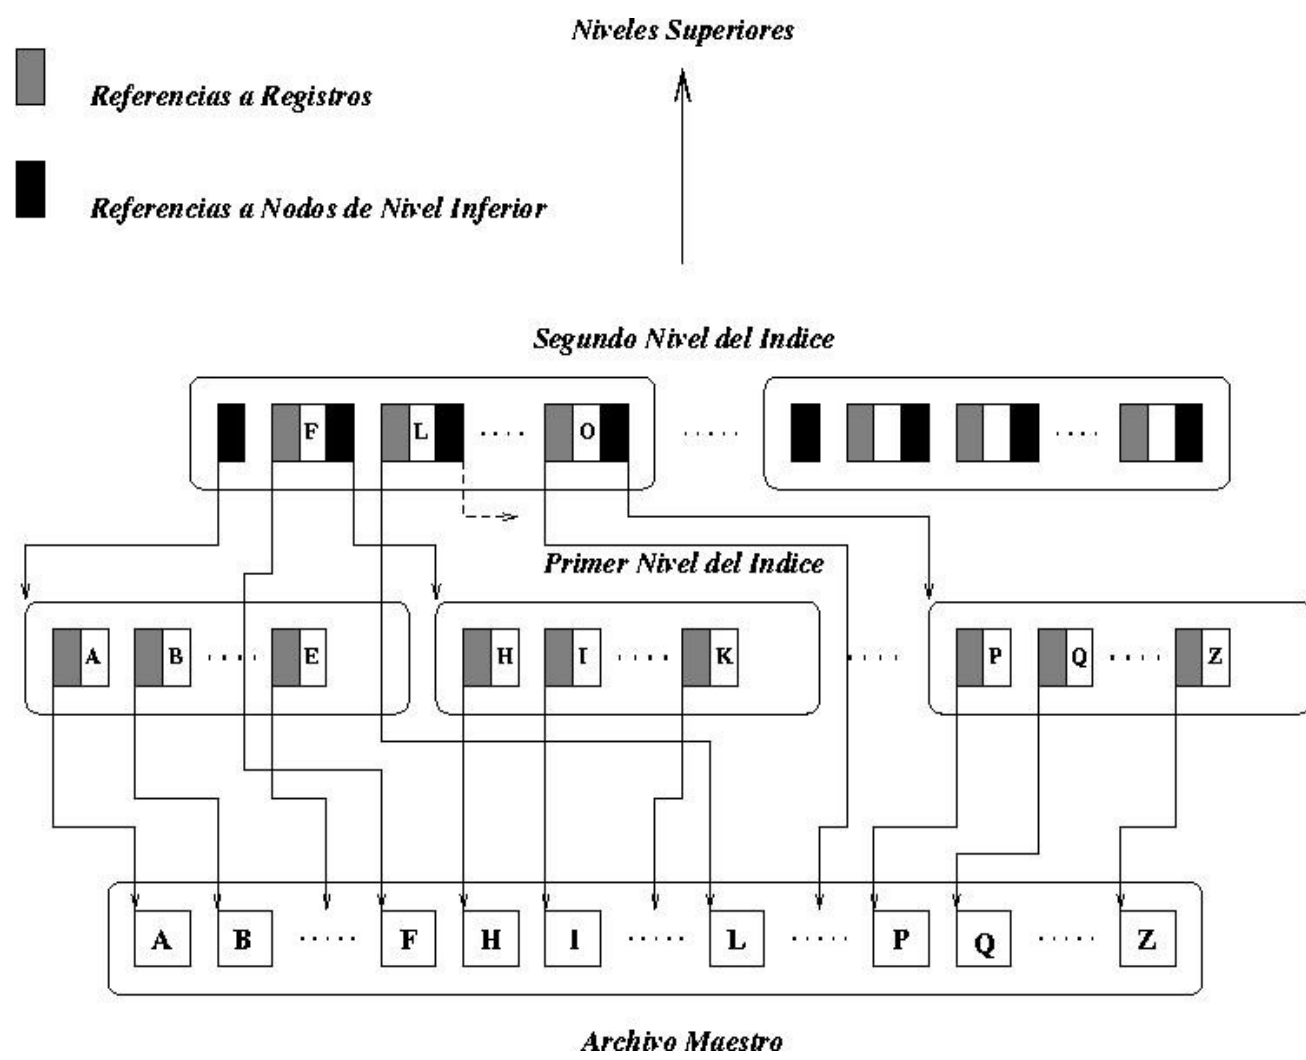 Niveles Superiores
Referencias a Registros
Referencias a Nodos de Nivel Inferior
Segundo Nivel del Indice
F L ..... O .....
Primer Nivel del Indice
A B ..... E H I ..... K ..... P Q ..... Z
A B ..... F H I ..... L ..... P Q ..... Z
Archivo Maestro